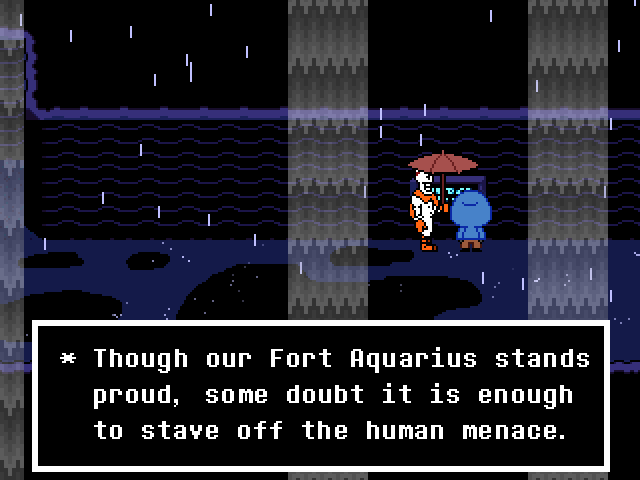 * Though our Fort Aquarius stands
proud, some doubt it is enough
to stave off the human menace.